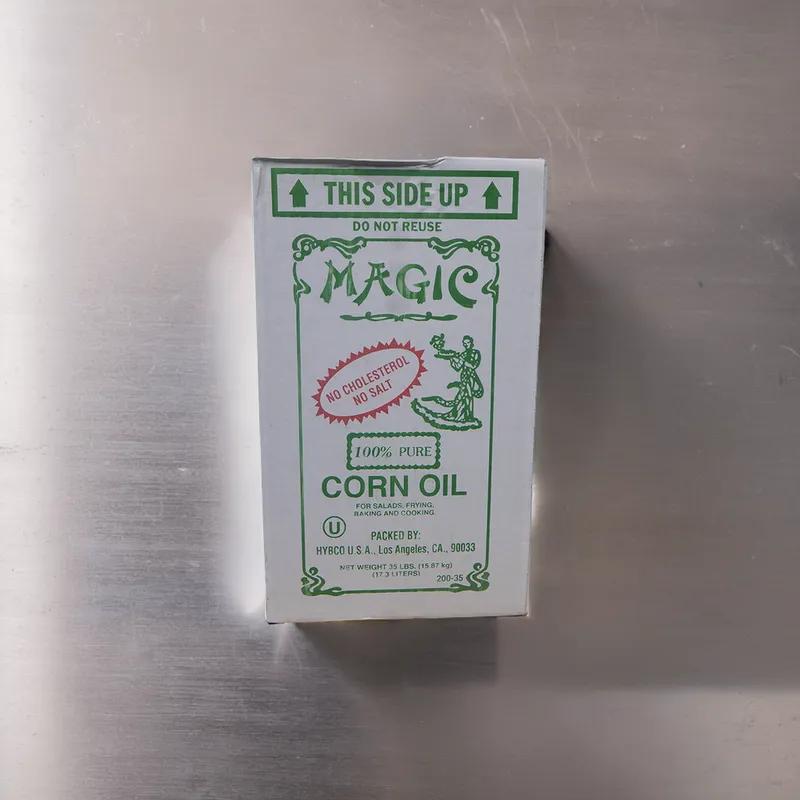 THIS SIDE UP
DO NOT REUSE
MAGIC
NO CHOLESTEROL
NO SALT
100% PURE
CORN OIL
FOR SALADS, FRYING,
BAKING AND COOKING.
U
PACKED BY:
HYBCO U S.A., Los Angeles, CA., 90033
NET WEIGHT 35 LBS. (15.87 kg)
(17.3 LITERS)
200-35